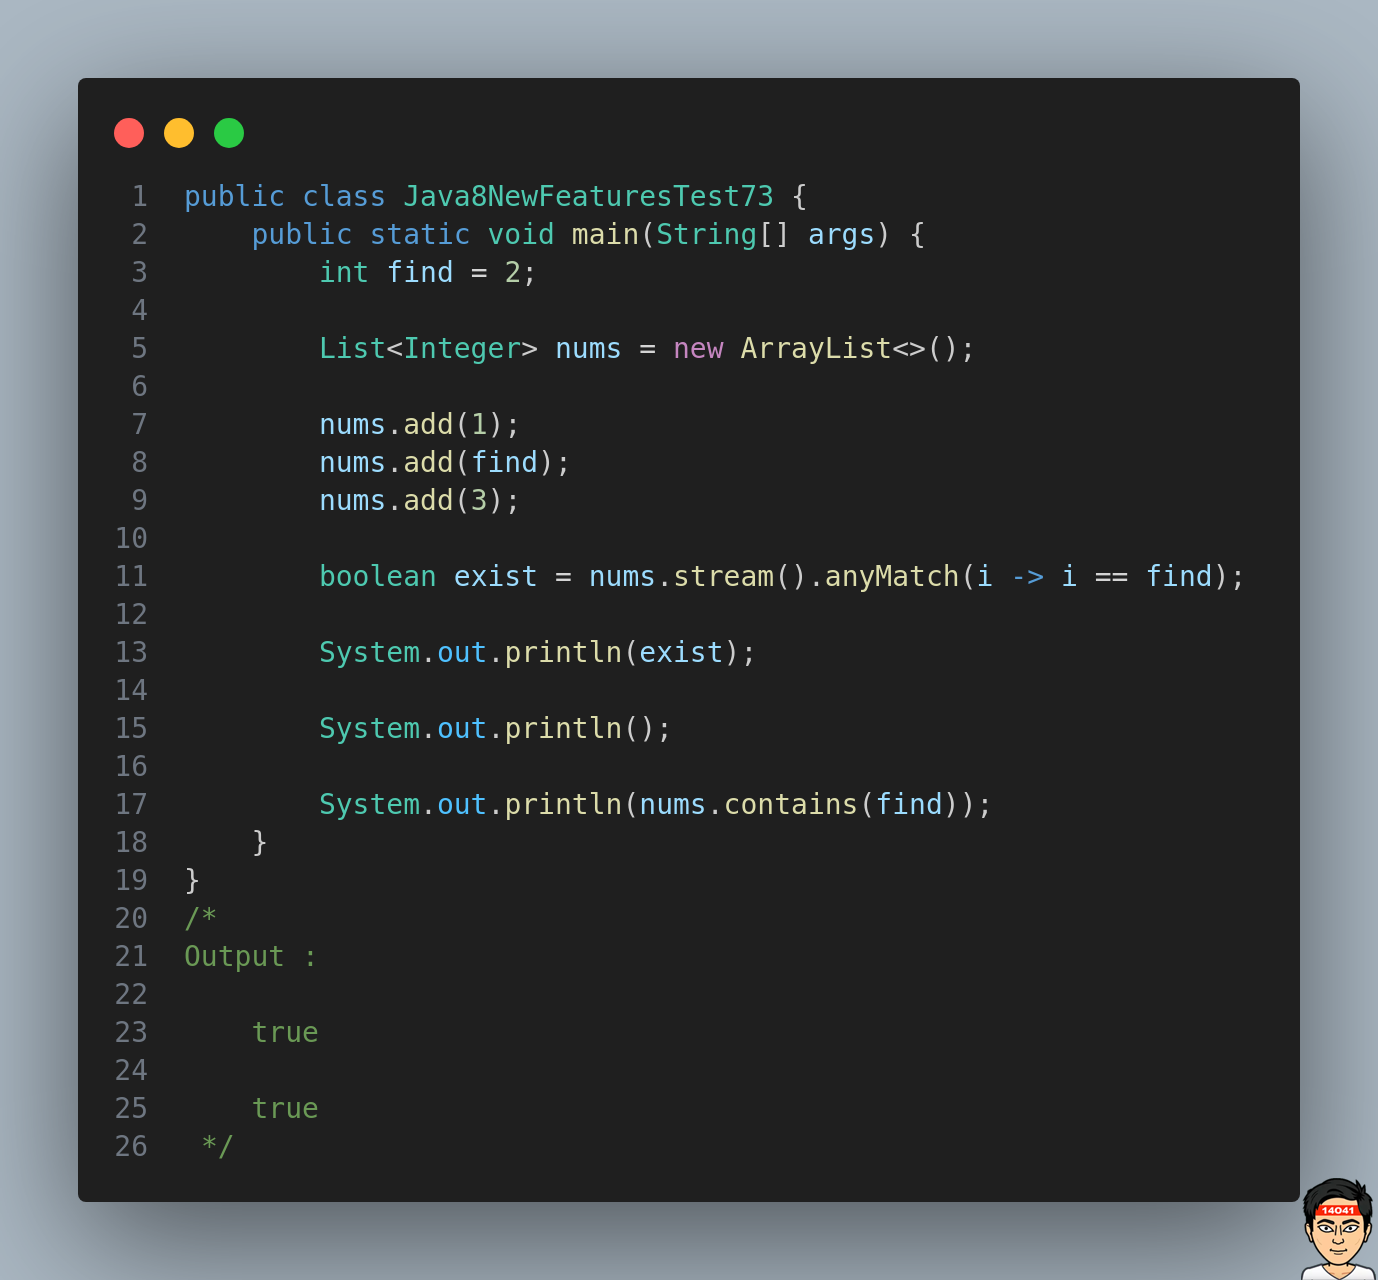 1 public class Java8NewFeaturesTest73 {
2     public static void main(String[] args) {
3         int find = 2;
4
5         List<Integer> nums = new ArrayList<>();
6
7         nums.add(1);
8         nums.add(find);
9         nums.add(3);
10
11         boolean exist = nums.stream().anyMatch(i -> i == find);
12
13         System.out.println(exist);
14
15         System.out.println();
16
17         System.out.println(nums.contains(find));
18     }
19 }
20 /*
21 Output :
22
23     true
24
25     true
26  */
14041